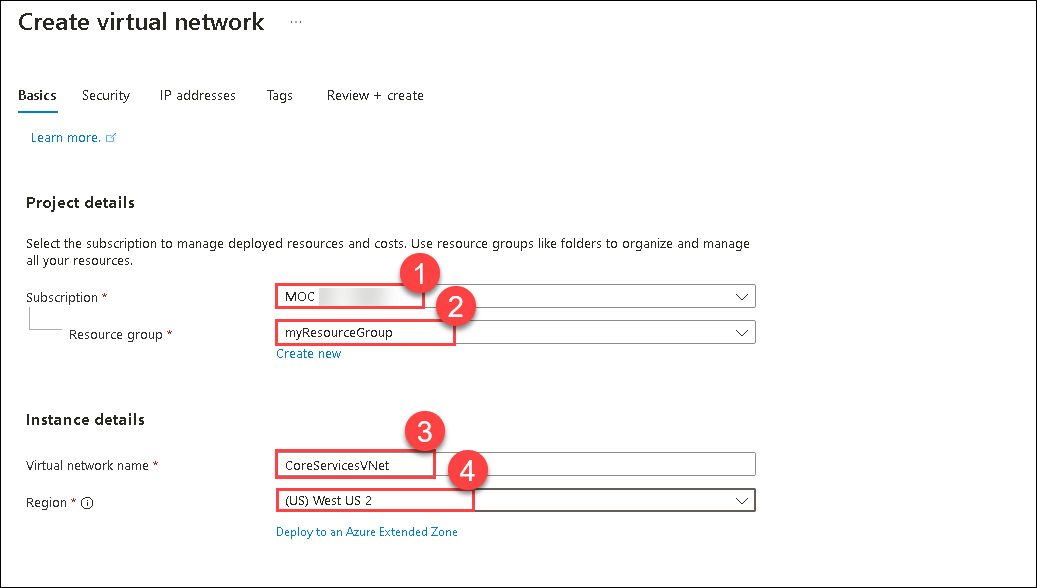 Create virtual network ...
Basics Security IP addresses Tags Review + create
Learn more.
Project details
Select the subscription to manage deployed resources and costs. Use resource groups like folders to organize and manage
all your resources.
1
Subscription * MOC
2
Resource group * myResourceGroup
Create new
Instance details
3
Virtual network name * CoreServicesVNet
4
Region * (US) West US 2
Deploy to an Azure Extended Zone